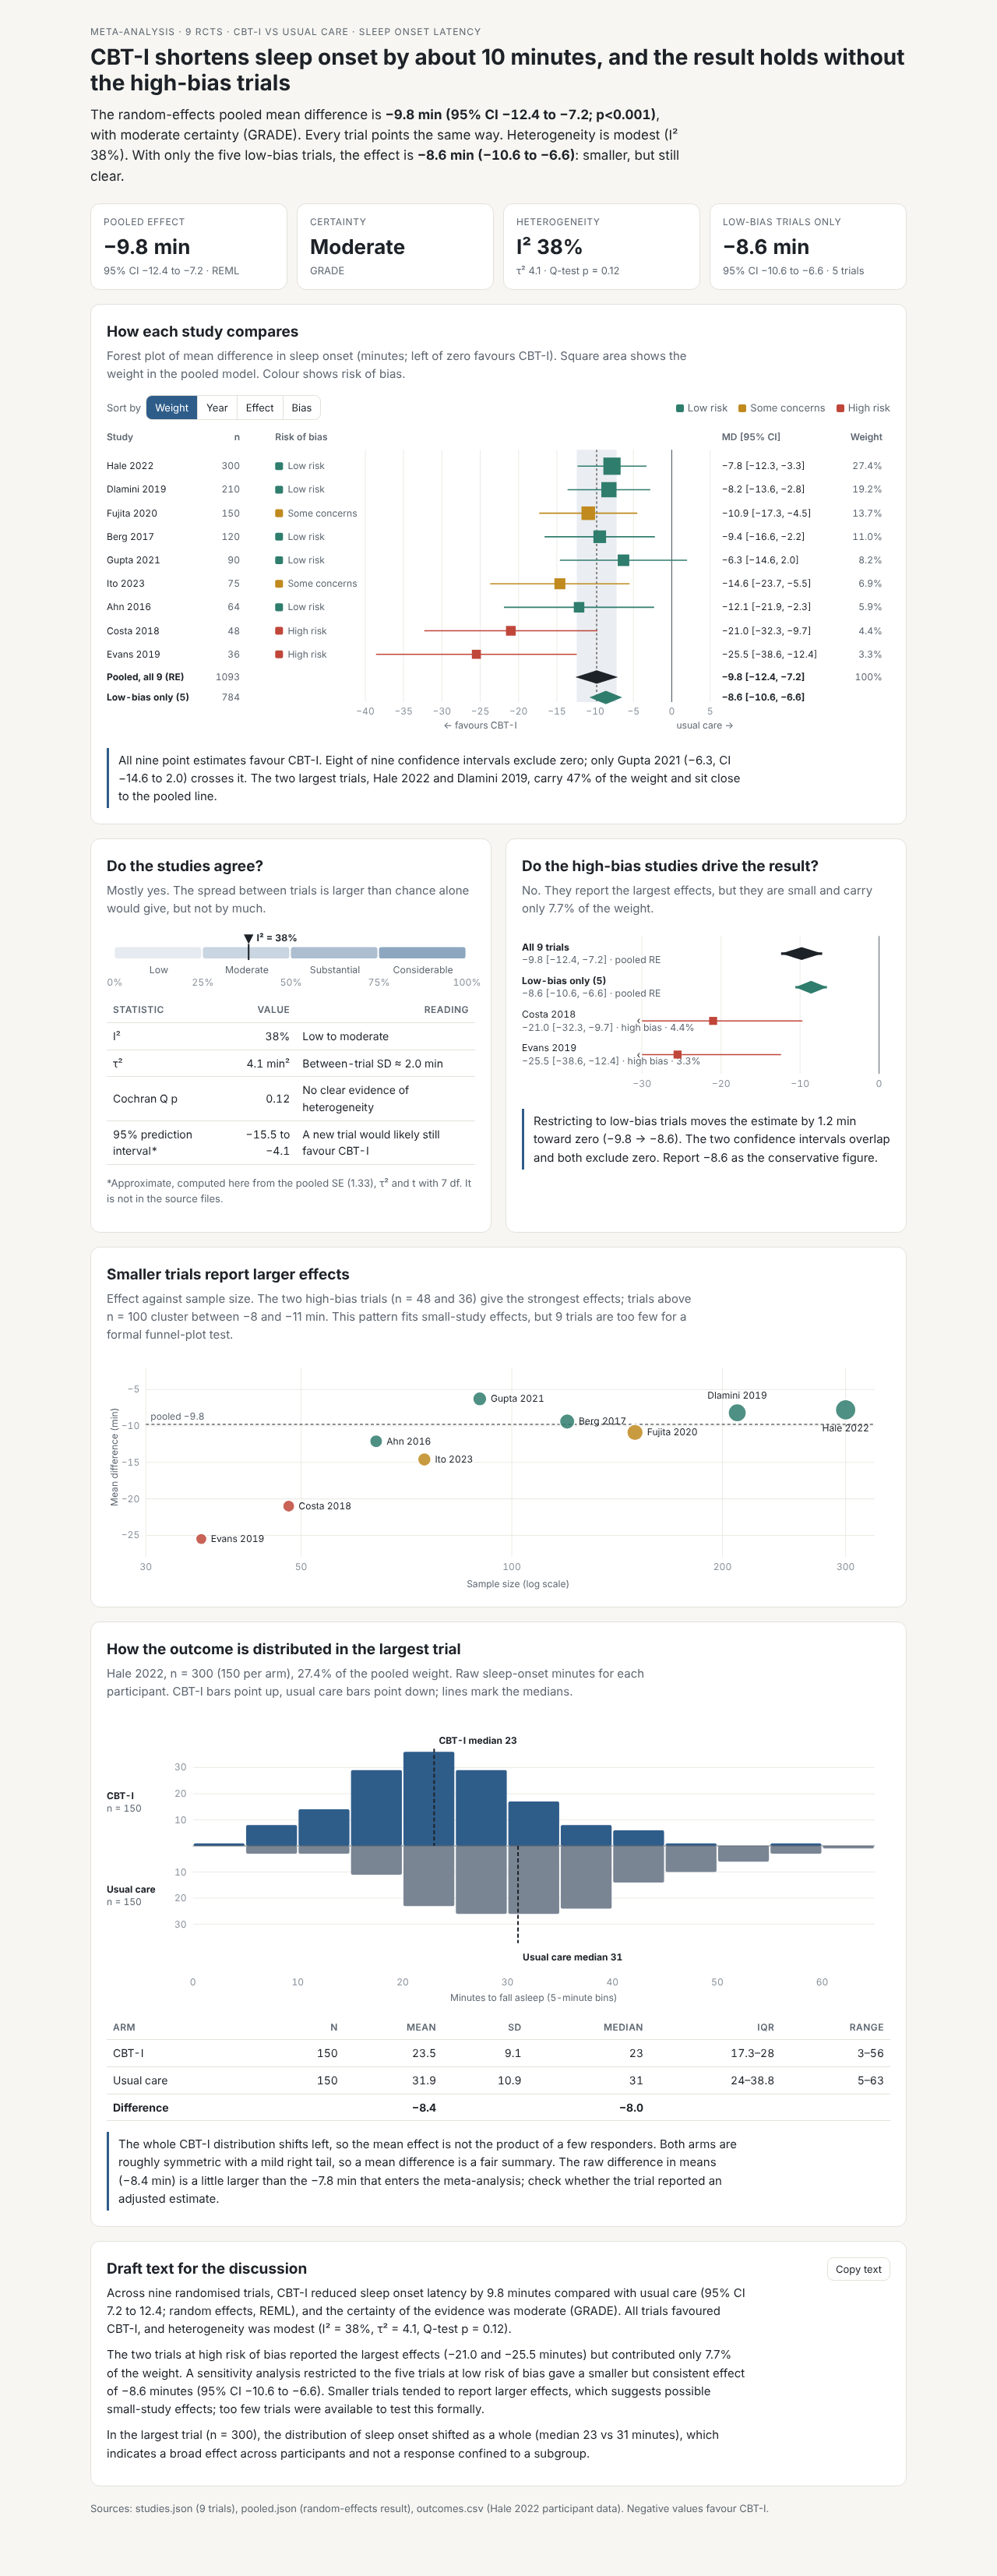 META-ANALYSIS · 9 RCTS · CBT-I VS USUAL CARE · SLEEP ONSET LATENCY
CBT-I shortens sleep onset by about 10 minutes, and the result holds without
the high-bias trials
The random-effects pooled mean difference is −9.8 min (95% CI −12.4 to −7.2; p<0.001),
with moderate certainty (GRADE). Every trial points the same way. Heterogeneity is modest (I²
38%). With only the five low-bias trials, the effect is −8.6 min (−10.6 to −6.6): smaller, but still
clear.
POOLED EFFECT
−9.8 min
95% CI −12.4 to −7.2 · REML
CERTAINTY
Moderate
GRADE
HETEROGENEITY
I² 38%
τ² 4.1 · Q-test p = 0.12
LOW-BIAS TRIALS ONLY
−8.6 min
95% CI −10.6 to −6.6 · 5 trials
How each study compares
Forest plot of mean difference in sleep onset (minutes; left of zero favours CBT-I). Square area shows the
weight in the pooled model. Colour shows risk of bias.
Sort by Weight Year Effect Bias
Low risk Some concerns High risk
Study n Risk of bias MD [95% CI] Weight
Hale 2022 300 Low risk −7.8 [−12.3, −3.3] 27.4%
Dlamini 2019 210 Low risk −8.2 [−13.6, −2.8] 19.2%
Fujita 2020 150 Some concerns −10.9 [−17.3, −4.5] 13.7%
Berg 2017 120 Low risk −9.4 [−16.6, −2.2] 11.0%
Gupta 2021 90 Low risk −6.3 [−14.6, 2.0] 8.2%
Ito 2023 75 Some concerns −14.6 [−23.7, −5.5] 6.9%
Ahn 2016 64 Low risk −12.1 [−21.9, −2.3] 5.9%
Costa 2018 48 High risk −21.0 [−32.3, −9.7] 4.4%
Evans 2019 36 High risk −25.5 [−38.6, −12.4] 3.3%
Pooled, all 9 (RE) 1093 −9.8 [−12.4, −7.2] 100%
Low-bias only (5) 784 −8.6 [−10.6, −6.6]
−40 −35 −30 −25 −20 −15 −10 −5 0 5
← favours CBT-I usual care →
All nine point estimates favour CBT-I. Eight of nine confidence intervals exclude zero; only Gupta 2021 (−6.3, CI
−14.6 to 2.0) crosses it. The two largest trials, Hale 2022 and Dlamini 2019, carry 47% of the weight and sit close
to the pooled line.
Do the studies agree?
Mostly yes. The spread between trials is larger than chance alone
would give, but not by much.
I² = 38%
Low Moderate Substantial Considerable
0% 25% 50% 75% 100%
STATISTIC VALUE READING
I² 38% Low to moderate
τ² 4.1 min² Between-trial SD ≈ 2.0 min
Cochran Q p 0.12 No clear evidence of
heterogeneity
95% prediction −15.5 to A new trial would likely still
interval* −4.1 favour CBT-I
*Approximate, computed here from the pooled SE (1.33), τ² and t with 7 df. It
is not in the source files.
Do the high-bias studies drive the result?
No. They report the largest effects, but they are small and carry
only 7.7% of the weight.
All 9 trials
−9.8 [−12.4, −7.2] · pooled RE
Low-bias only (5)
−8.6 [−10.6, −6.6] · pooled RE
Costa 2018
−21.0 [−32.3, −9.7] · high bias · 4.4%
Evans 2019
−25.5 [−38.6, −12.4] · high bias · 3.3%
−30 −20 −10 0
Restricting to low-bias trials moves the estimate by 1.2 min
toward zero (−9.8 → −8.6). The two confidence intervals overlap
and both exclude zero. Report −8.6 as the conservative figure.
Smaller trials report larger effects
Effect against sample size. The two high-bias trials (n = 48 and 36) give the strongest effects; trials above
n = 100 cluster between −8 and −11 min. This pattern fits small-study effects, but 9 trials are too few for a
formal funnel-plot test.
Mean difference (min)
−5
−10
−15
−20
−25
pooled −9.8
Gupta 2021
Dlamini 2019
Berg 2017
Hale 2022
Fujita 2020
Ahn 2016
Ito 2023
Costa 2018
Evans 2019
30 50 100 200 300
Sample size (log scale)
How the outcome is distributed in the largest trial
Hale 2022, n = 300 (150 per arm), 27.4% of the pooled weight. Raw sleep-onset minutes for each
participant. CBT-I bars point up, usual care bars point down; lines mark the medians.
CBT-I median 23
30
20
10
CBT-I
n = 150
10
20
30
Usual care
n = 150
Usual care median 31
0 10 20 30 40 50 60
Minutes to fall asleep (5-minute bins)
ARM N MEAN SD MEDIAN IQR RANGE
CBT-I 150 23.5 9.1 23 17.3–28 3–56
Usual care 150 31.9 10.9 31 24–38.8 5–63
Difference −8.4 −8.0
The whole CBT-I distribution shifts left, so the mean effect is not the product of a few responders. Both arms are
roughly symmetric with a mild right tail, so a mean difference is a fair summary. The raw difference in means
(−8.4 min) is a little larger than the −7.8 min that enters the meta-analysis; check whether the trial reported an
adjusted estimate.
Draft text for the discussion
Copy text
Across nine randomised trials, CBT-I reduced sleep onset latency by 9.8 minutes compared with usual care (95% CI
7.2 to 12.4; random effects, REML), and the certainty of the evidence was moderate (GRADE). All trials favoured
CBT-I, and heterogeneity was modest (I² = 38%, τ² = 4.1, Q-test p = 0.12).
The two trials at high risk of bias reported the largest effects (−21.0 and −25.5 minutes) but contributed only 7.7%
of the weight. A sensitivity analysis restricted to the five trials at low risk of bias gave a smaller but consistent effect
of −8.6 minutes (95% CI −10.6 to −6.6). Smaller trials tended to report larger effects, which suggests possible
small-study effects; too few trials were available to test this formally.
In the largest trial (n = 300), the distribution of sleep onset shifted as a whole (median 23 vs 31 minutes), which
indicates a broad effect across participants and not a response confined to a subgroup.
Sources: studies.json (9 trials), pooled.json (random-effects result), outcomes.csv (Hale 2022 participant data). Negative values favour CBT-I.